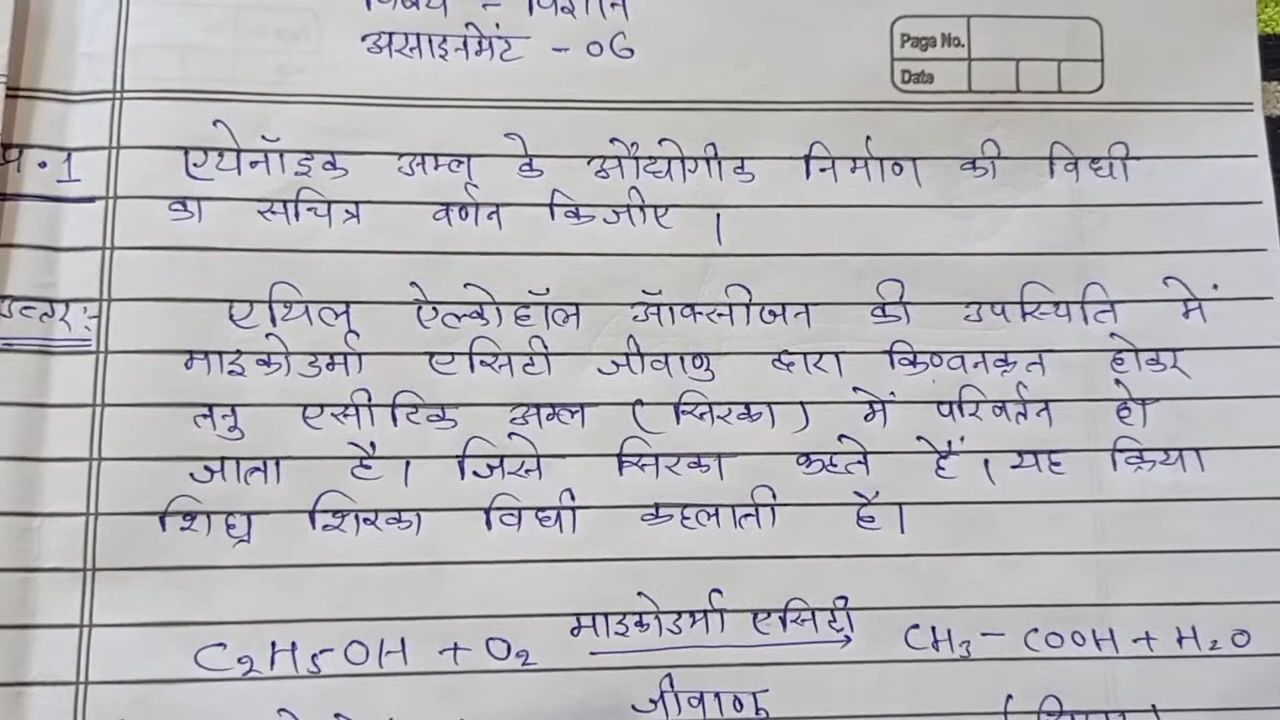 विषय - विज्ञान
असाइनमेंट - 06
Page No.
Date
प्र.1 एथेनॉइक अम्ल के औद्योगीक निर्माण की विधी
का सचित्र वर्णन किजीए ।
उत्तर:- एथिल ऐल्कोहॉल ऑक्सीजन की उपस्थिति में
माइकोडर्मा एसिटी जीवाणु द्वारा किण्वनकृत होकर
तनु एसीटिक अम्ल (सिरका) में परिवर्तन हो
जाता है। जिसे सिरका कहते हैं। यह क्रिया
शिघ्र शिरका विधी कहलाती है।
माइकोडर्मा एसिटी
C₂H₅OH + O₂ → CH₃ - COOH + H₂O
जीवाणु